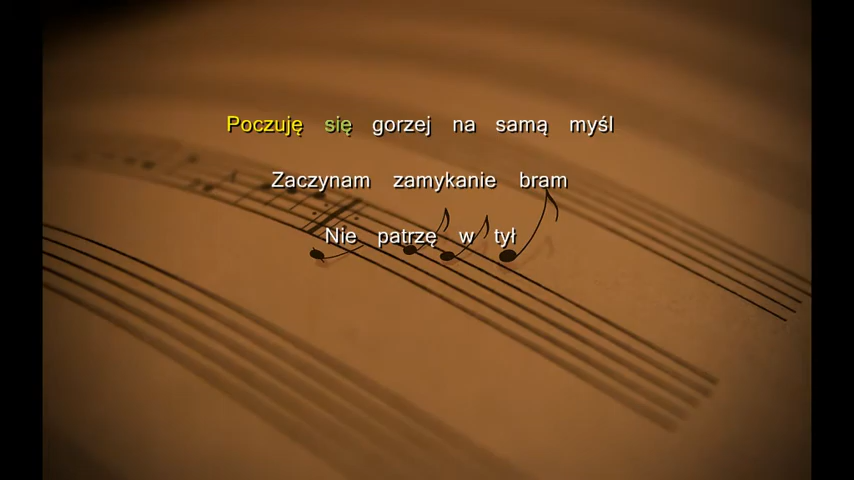 Poczuję się gorzej na samą myśl
Zaczynam zamykanie bram
Nie patrzę w tył